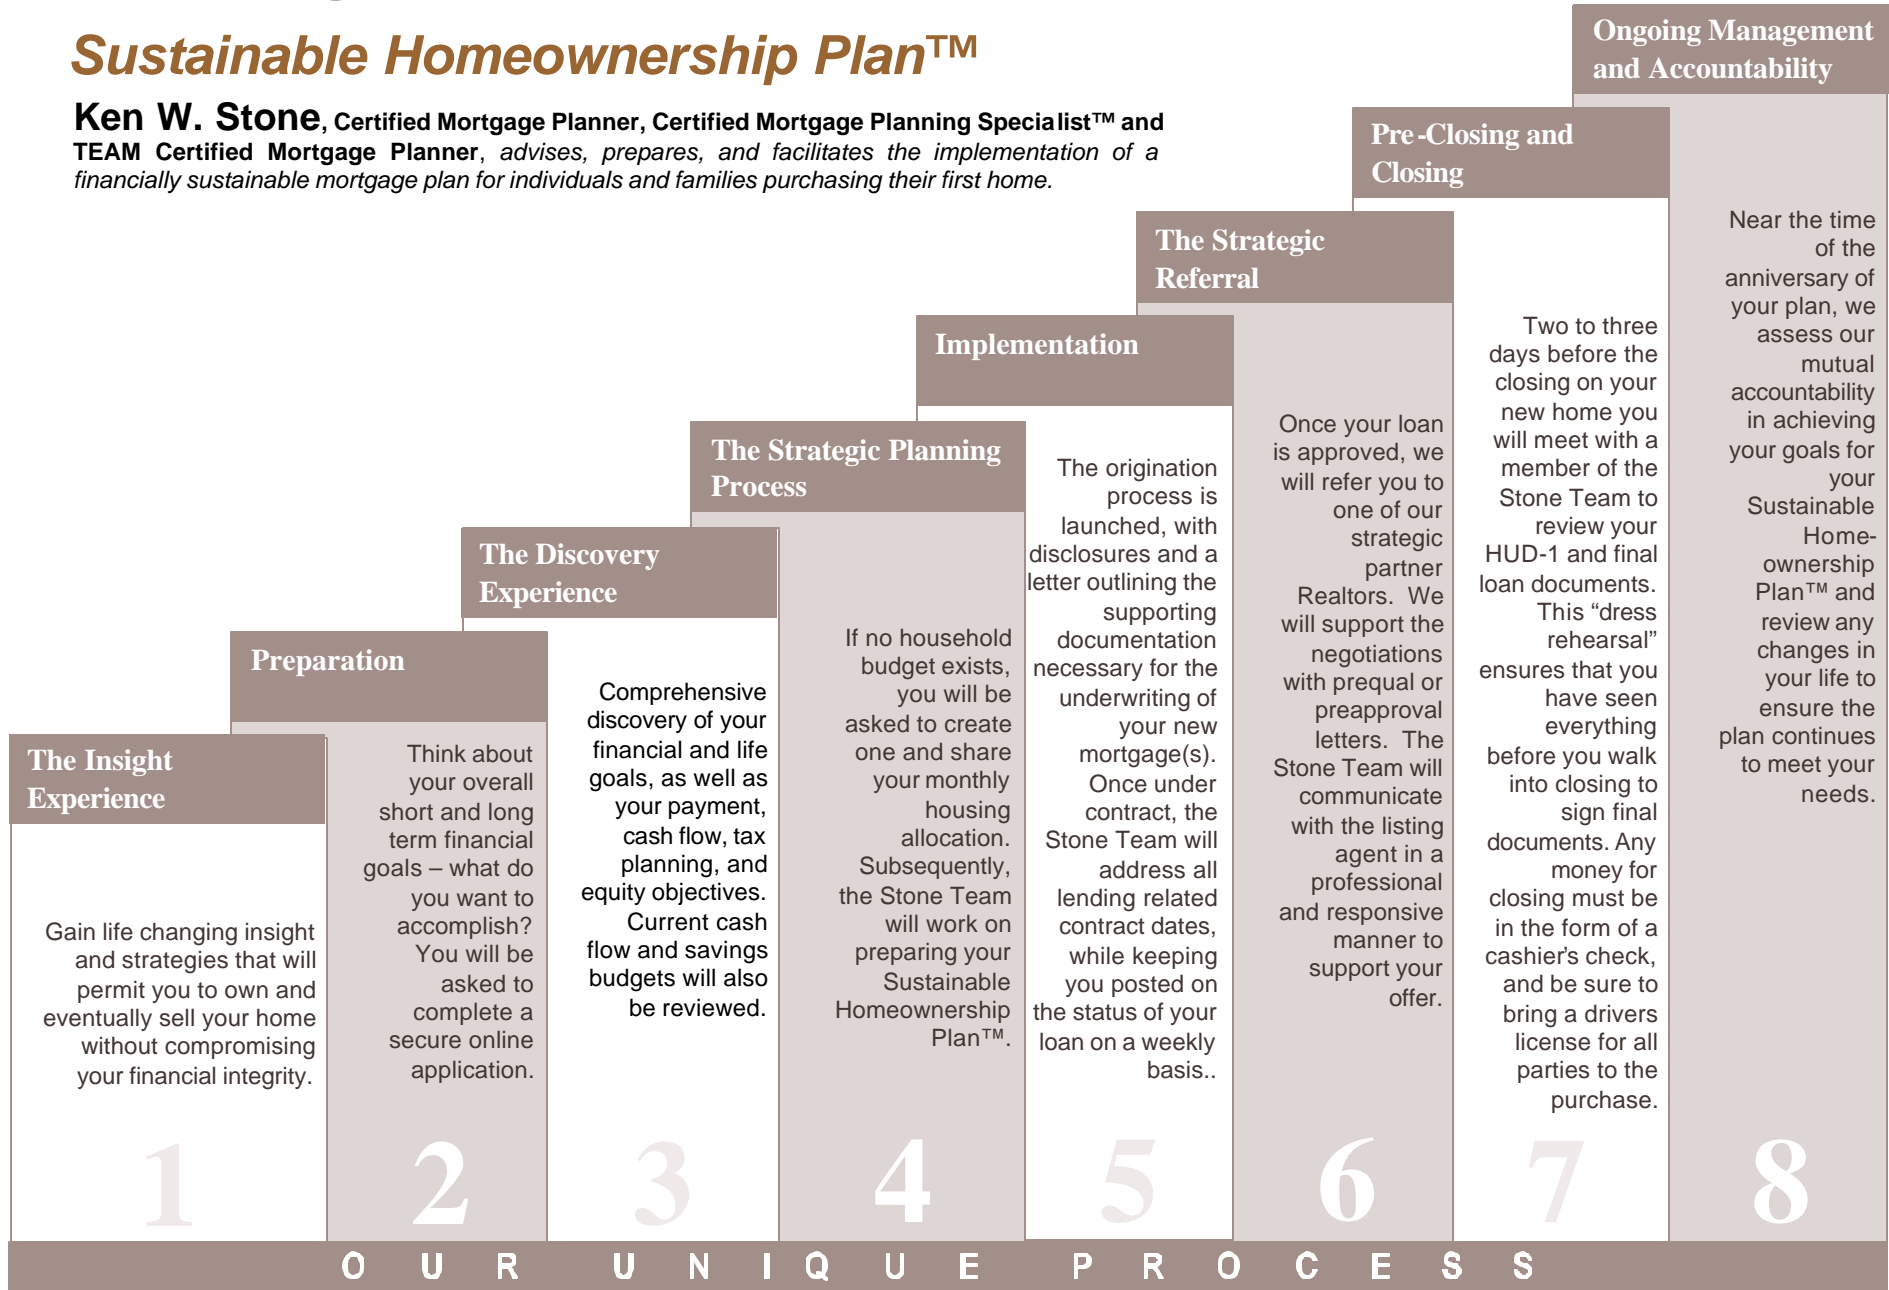 Sustainable Homeownership Plan™
Ken W. Stone, Certified Mortgage Planner, Certified Mortgage Planning Specialist™ and
TEAM Certified Mortgage Planner, advises, prepares, and facilitates the implementation of a
financially sustainable mortgage plan for individuals and families purchasing their first home.
The Insight
Experience
Gain life changing insight
and strategies that will
permit you to own and
eventually sell your home
without compromising
your financial integrity.
1
Preparation
Think about
your overall
short and long
term financial
goals – what do
you want to
accomplish?
You will be
asked to
complete a
secure online
application.
2
The Discovery
Experience
Comprehensive
discovery of your
financial and life
goals, as well as
your payment,
cash flow, tax
planning, and
equity objectives.
Current cash
flow and savings
budgets will also
be reviewed.
3
The Strategic Planning
Process
If no household
budget exists,
you will be
asked to create
one and share
your monthly
housing
allocation.
Subsequently,
the Stone Team
will work on
preparing your
Sustainable
Homeownership
Plan™.
4
Implementation
The origination
process is
launched, with
disclosures and a
letter outlining the
supporting
documentation
necessary for the
underwriting of
your new
mortgage(s).
Once under
contract, the
Stone Team will
address all
lending related
contract dates,
while keeping
you posted on
the status of your
loan on a weekly
basis..
5
The Strategic
Referral
Once your loan
is approved, we
will refer you to
one of our
strategic
partner
Realtors. We
will support the
negotiations
with prequal or
preapproval
letters. The
Stone Team will
communicate
with the listing
agent in a
professional
and responsive
manner to
support your
offer.
6
Pre-Closing and
Closing
Two to three
days before the
closing on your
new home you
will meet with a
member of the
Stone Team to
review your
HUD-1 and final
loan documents.
This “dress
rehearsal”
ensures that you
have seen
everything
before you walk
into closing to
sign final
documents. Any
money for
closing must be
in the form of a
cashier’s check,
and be sure to
bring a drivers
license for all
parties to the
purchase.
7
Ongoing Management
and Accountability
Near the time
of the
anniversary of
your plan, we
assess our
mutual
accountability
in achieving
your goals for
your
Sustainable
Home-
ownership
Plan™ and
review any
changes in
your life to
ensure the
plan continues
to meet your
needs.
8
OUR UNIQUE PROCESS